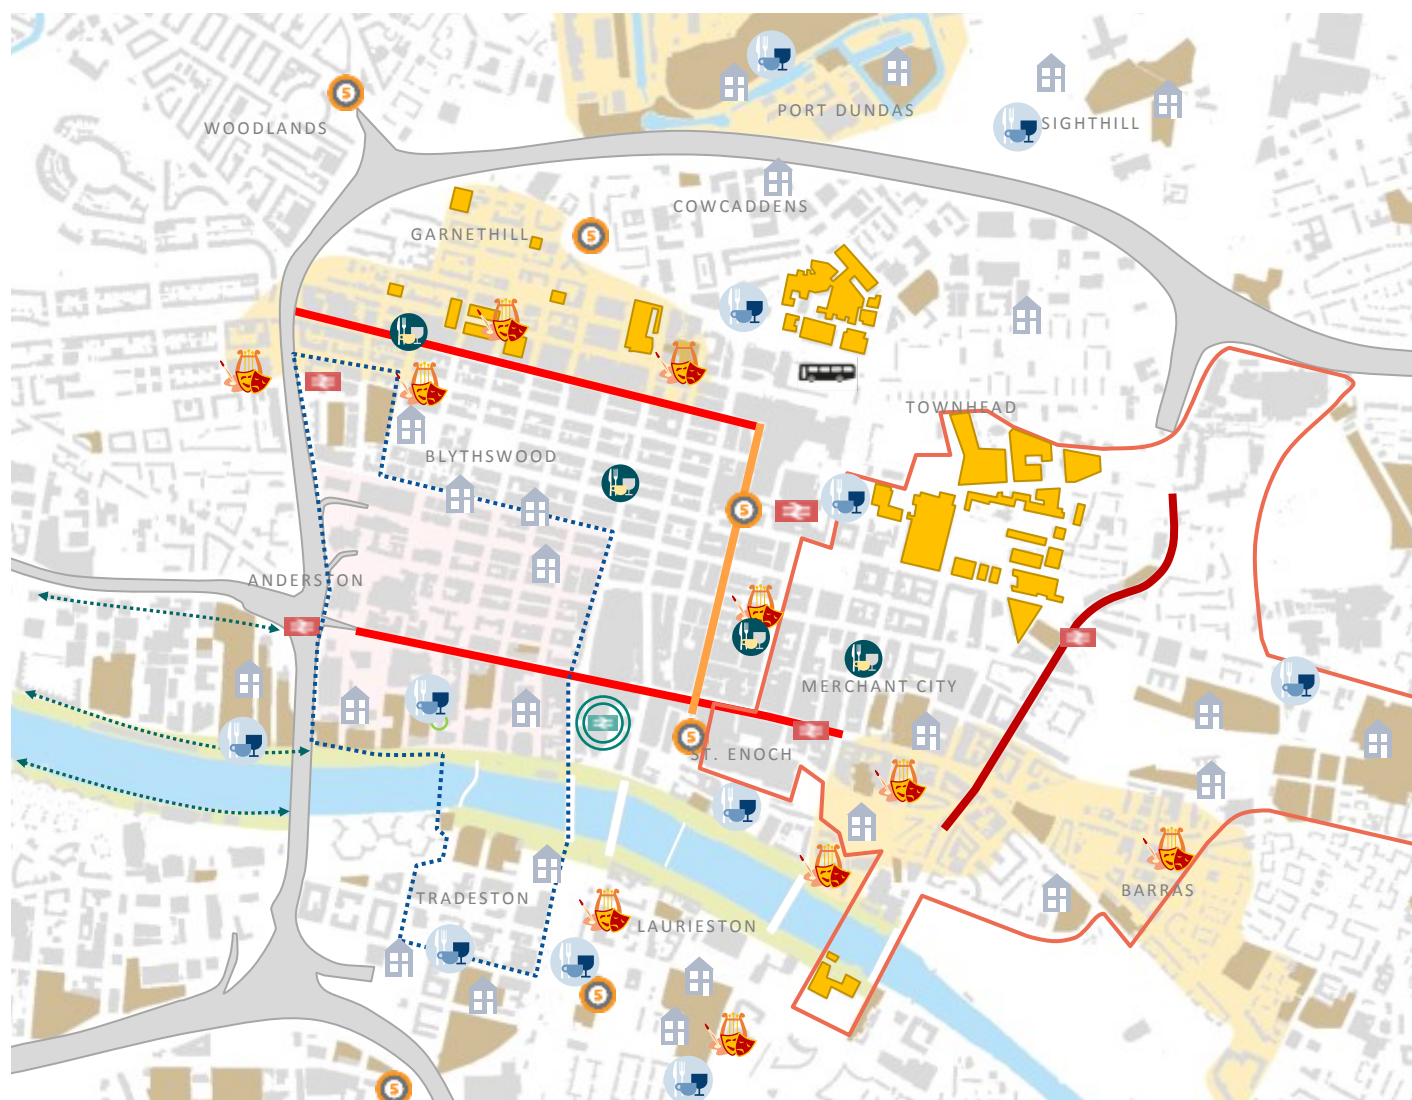 PORT DUNDAS
WOODLANDS
SIGHTHILL
COWCADDENS
GARNETHILL
TOWNHEAD
BLYTHSWOOD
ANDERSTON
MERCHANT CITY
ST. ENOCH
BARRAS
TRADESTON
LAURIESTON
S
S
S
S
S
S